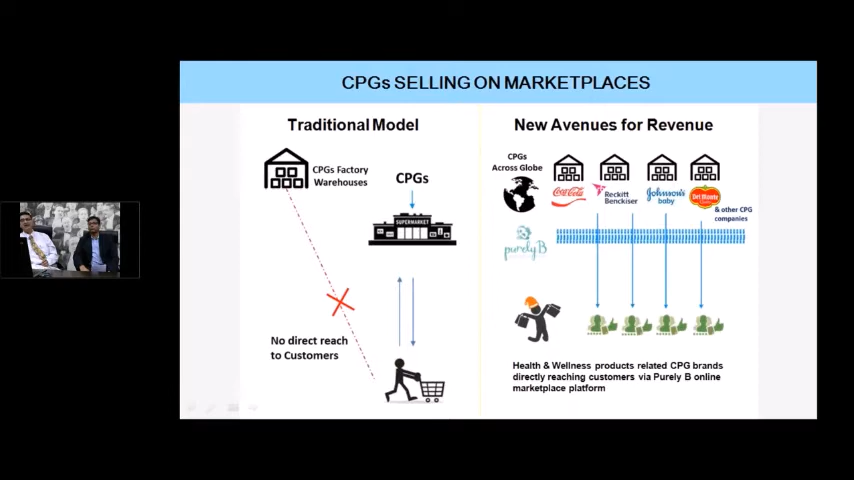 CPGs SELLING ON MARKETPLACES
Traditional Model
CPGs Factory
Warehouses
CPGs
SUPERMARKET
No direct reach
to Customers
New Avenues for Revenue
CPGs
Across Globe
Coca-Cola
Reckitt
Benckiser
Johnson's
baby
Del Monte
& other CPG
companies
purely B
Health & Wellness products related CPG brands
directly reaching customers via Purely B online
marketplace platform